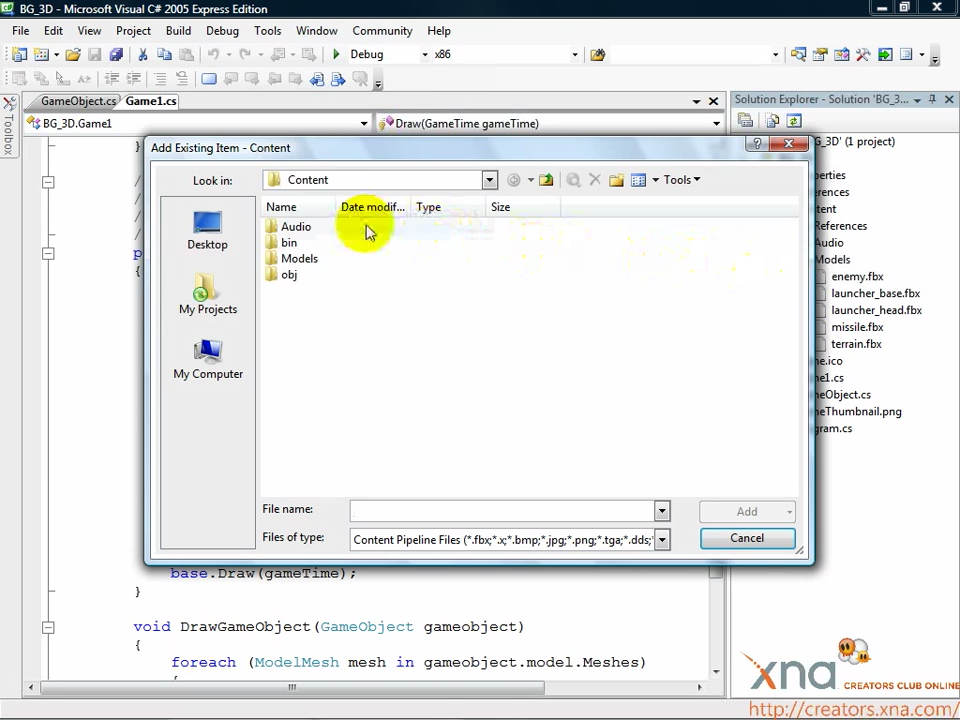 BG_3D - Microsoft Visual C# 2005 Express Edition
File Edit View Project Build Debug Tools Window Community Help
Debug x86
GameObject.cs Game1.cs
Solution Explorer - Solution 'BG_3...
Toolbox
BG_3D.Game1
Draw(GameTime gameTime)
}
Add Existing Item - Content
Look in:
Content
Tools
Name Date modif... Type Size
Audio
bin
Models
obj
Desktop
My Projects
My Computer
File name:
Files of type:
Content Pipeline Files (*.fbx;*.x;*.bmp;*.jpg;*.png;*.tga;*.dds;*
Add
Cancel
G_3D' (1 project)
perties
erences
tent
References
Audio
Models
enemy.fbx
launcher_base.fbx
launcher_head.fbx
missile.fbx
terrain.fbx
me.ico
me1.cs
meObject.cs
meThumbnail.png
gram.cs
{
base.Draw(gameTime);
}
void DrawGameObject(GameObject gameobject)
{
foreach (ModelMesh mesh in gameobject.model.Meshes)
{
xna CREATORS CLUB ONLINE
http://creators.xna.com/